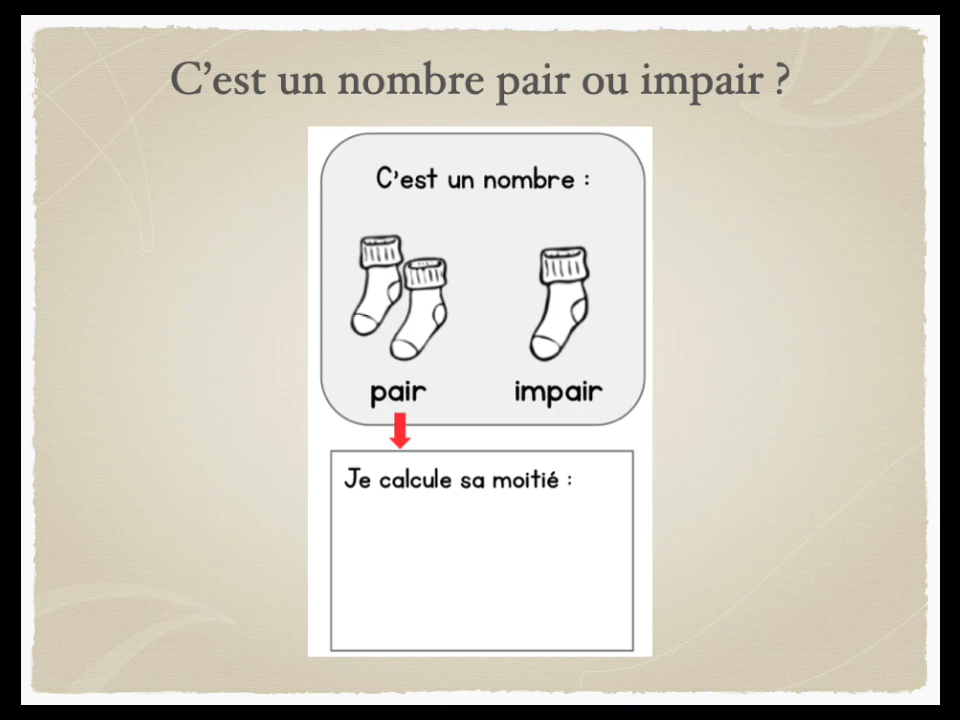 C’est un nombre pair ou impair ?
C’est un nombre :
pair
impair
Je calcule sa moitié :